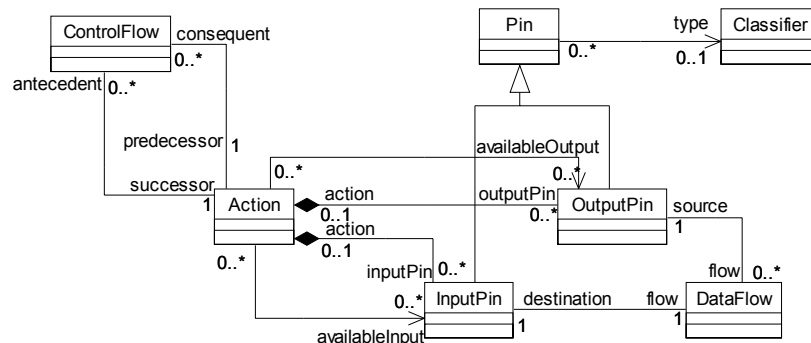 ControlFlow
consequent
0..*
antecedent
0..*
Pin
0..*
type
0..1
Classifier
predecessor
1
successor
1
availableOutput
0..*
0..*
Action
action
0..1
outputPin
0..*
OutputPin
source
1
action
0..1
inputPin
0..*
0..*
0..*
availableInput
InputPin
destination
1
flow
1
flow
0..*
DataFlow